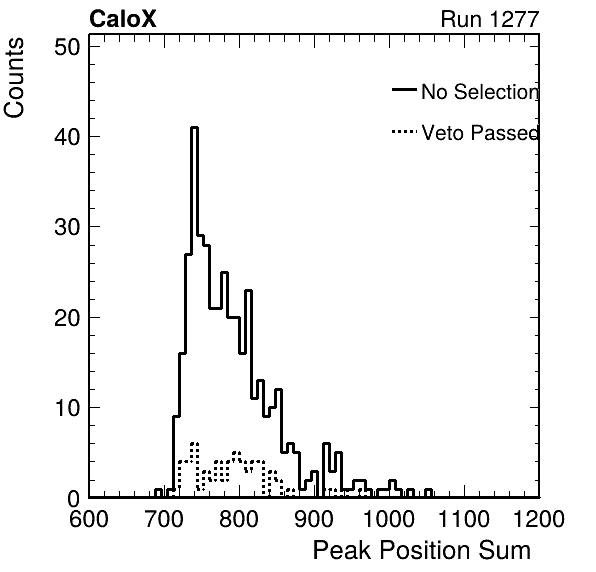 CaloX Run 1277
Counts
50
40
30
20
10
0
No Selection
Veto Passed
600 700 800 900 1000 1100 1200
Peak Position Sum